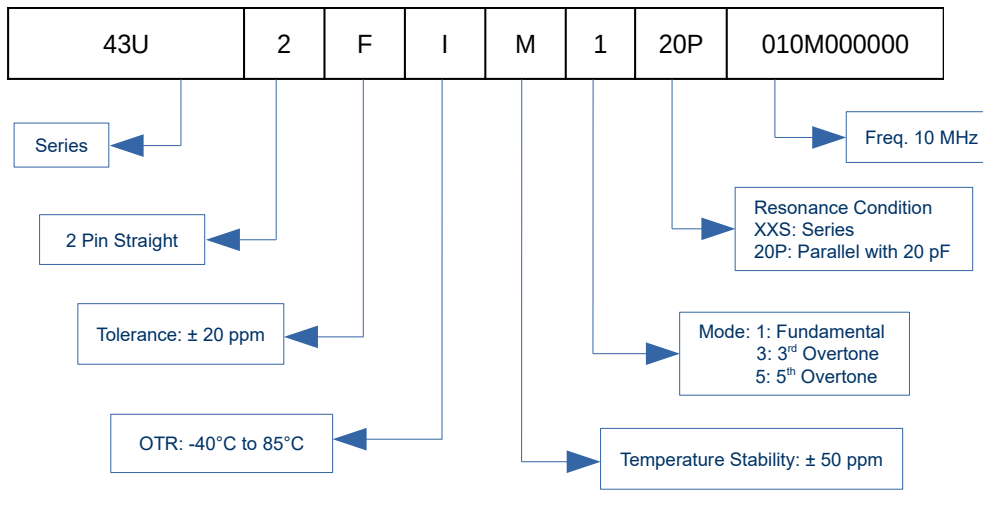 43U 2 F I M 1 20P 010M000000
Series
Freq. 10 MHz
2 Pin Straight
Resonance Condition
XXS: Series
20P: Parallel with 20 pF
Tolerance: ± 20 ppm
Mode: 1: Fundamental
3: 3rd Overtone
5: 5th Overtone
OTR: -40°C to 85°C
Temperature Stability: ± 50 ppm